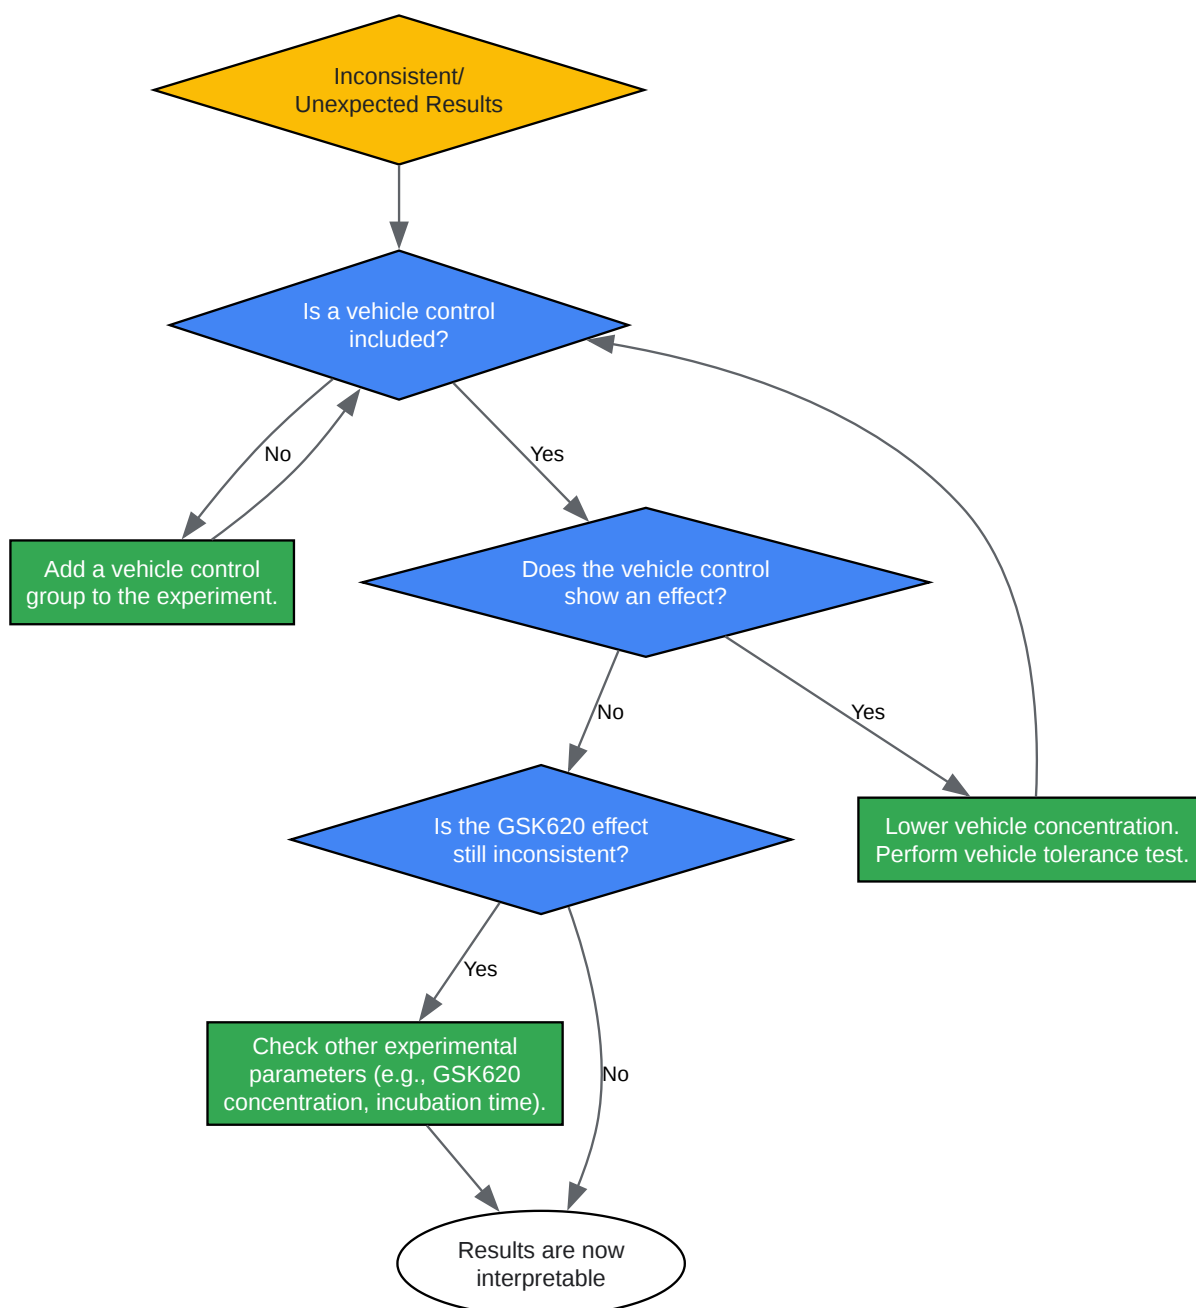 Inconsistent/
Unexpected Results
Is a vehicle control
included?
No
Yes
Add a vehicle control
group to the experiment.
Does the vehicle control
show an effect?
No
Yes
Is the GSK620 effect
still inconsistent?
Lower vehicle concentration.
Perform vehicle tolerance test.
Yes
Check other experimental
parameters (e.g., GSK620
concentration, incubation time).
No
Results are now
interpretable